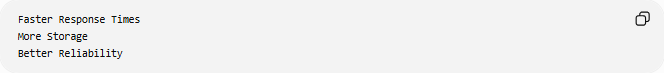 Faster Response Times
More Storage
Better Reliability